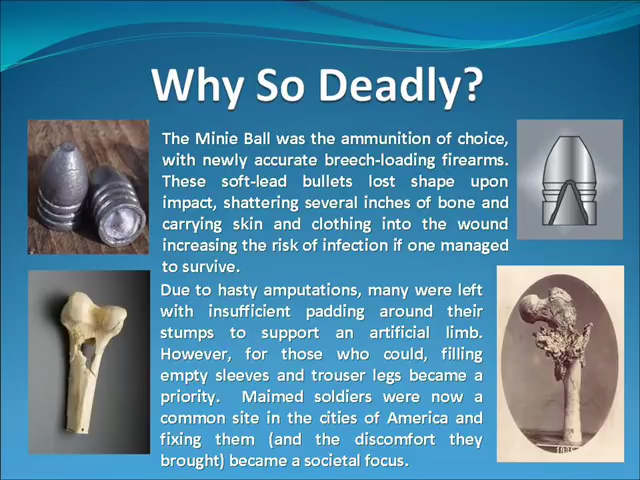 Why So Deadly?
The Minie Ball was the ammunition of choice,
with newly accurate breech-loading firearms.
These soft-lead bullets lost shape upon
impact, shattering several inches of bone and
carrying skin and clothing into the wound
increasing the risk of infection if one managed
to survive.
Due to hasty amputations, many were left
with insufficient padding around their
stumps to support an artificial limb.
However, for those who could, filling
empty sleeves and trouser legs became a
priority. Maimed soldiers were now a
common site in the cities of America and
fixing them (and the discomfort they
brought) became a societal focus.